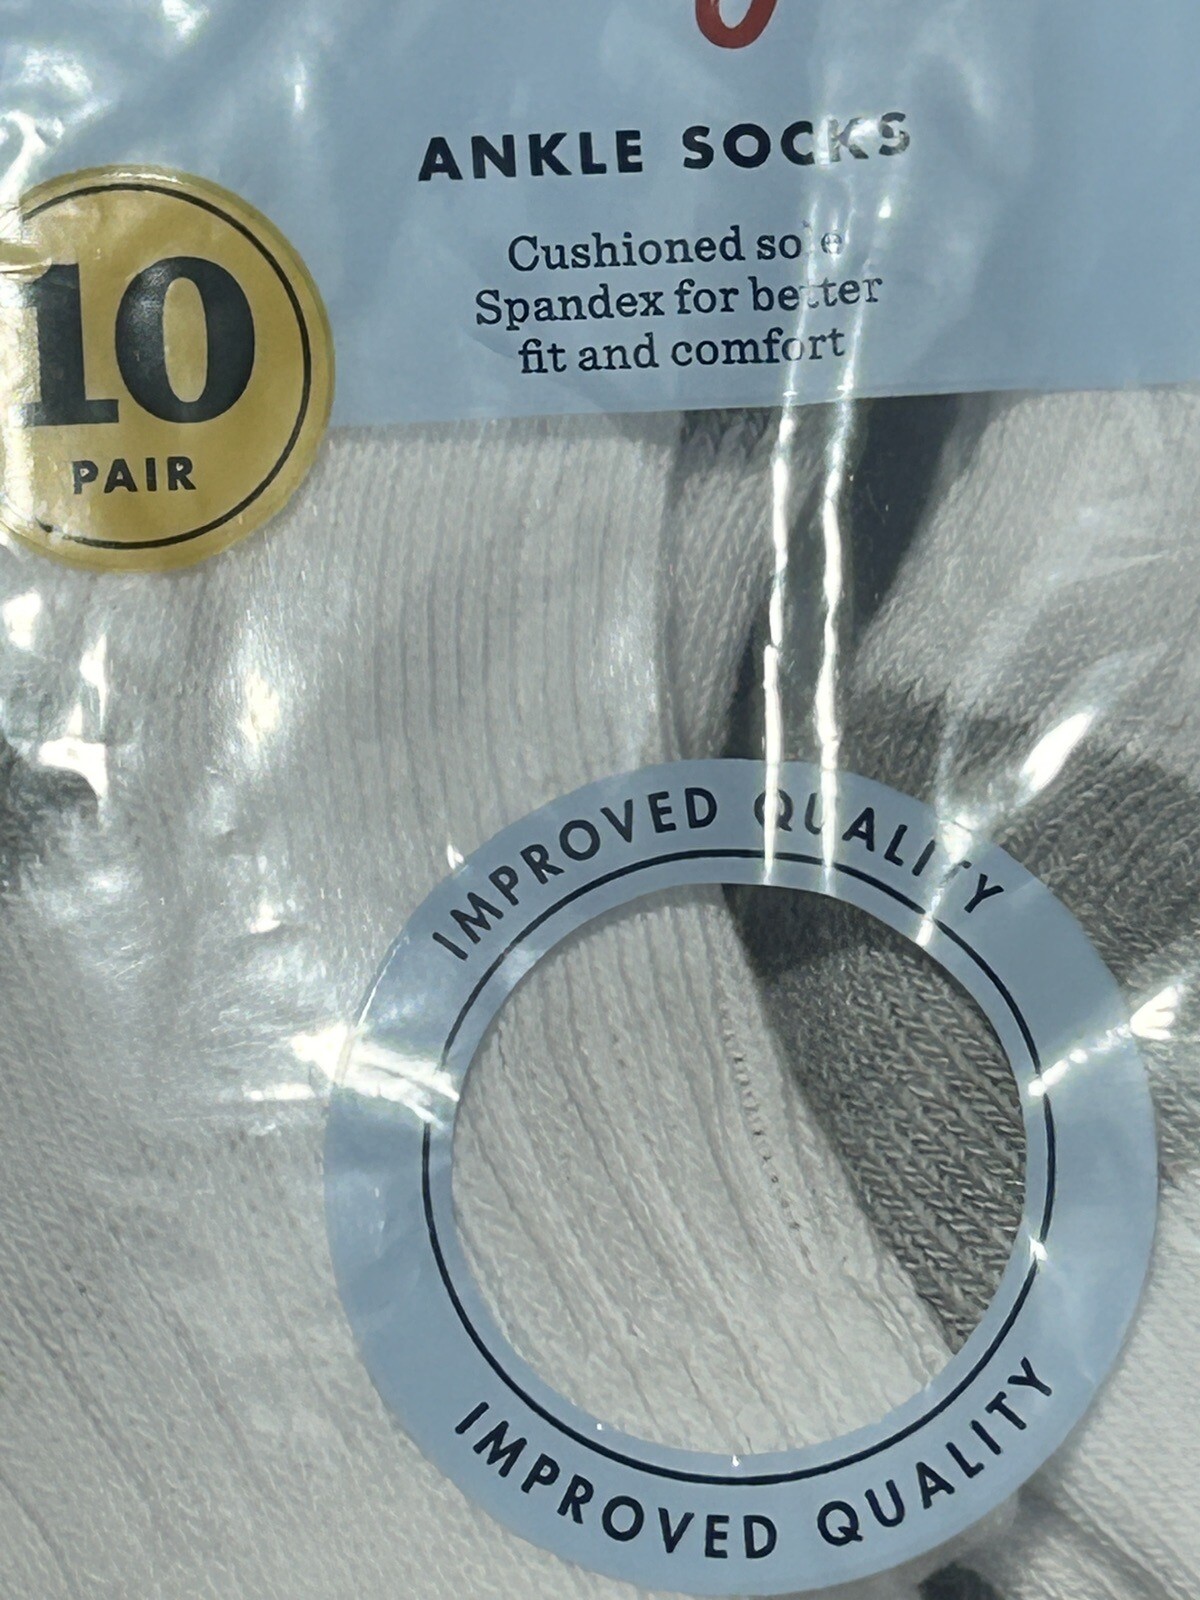 ANKLE SOCKS
Cushioned sole
Spandex for better
fit and comfort
10
PAIR
IMPROVED QUALITY
IMPROVED QUALITY